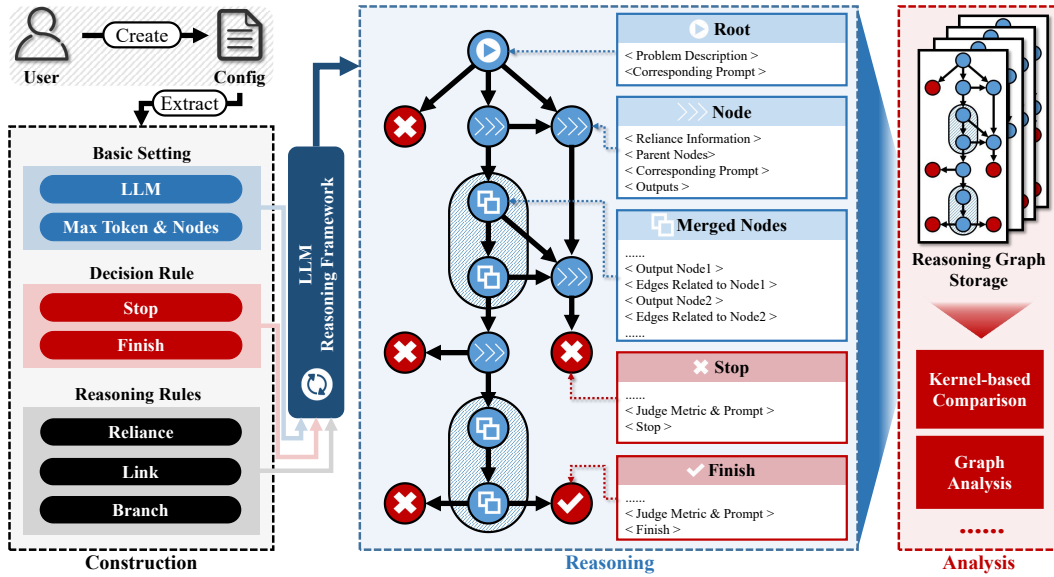 User
Create
Config
Extract
Basic Setting
LLM
Max Token & Nodes
Decision Rule
Stop
Finish
Reasoning Rules
Reliance
Link
Branch
Construction
LLM
Reasoning Framework
Root
< Problem Description >
<Corresponding Prompt >
Node
< Reliance Information >
< Parent Nodes>
< Corresponding Prompt >
< Outputs >
Merged Nodes
......
< Output Node1 >
< Edges Related to Node1 >
< Output Node2 >
< Edges Related to Node2 >
......
Stop
......
< Judge Metric & Prompt >
< Stop >
Finish
......
< Judge Metric & Prompt >
< Finish >
Reasoning
Reasoning Graph
Storage
Kernel-based
Comparison
Graph
Analysis
......
Analysis